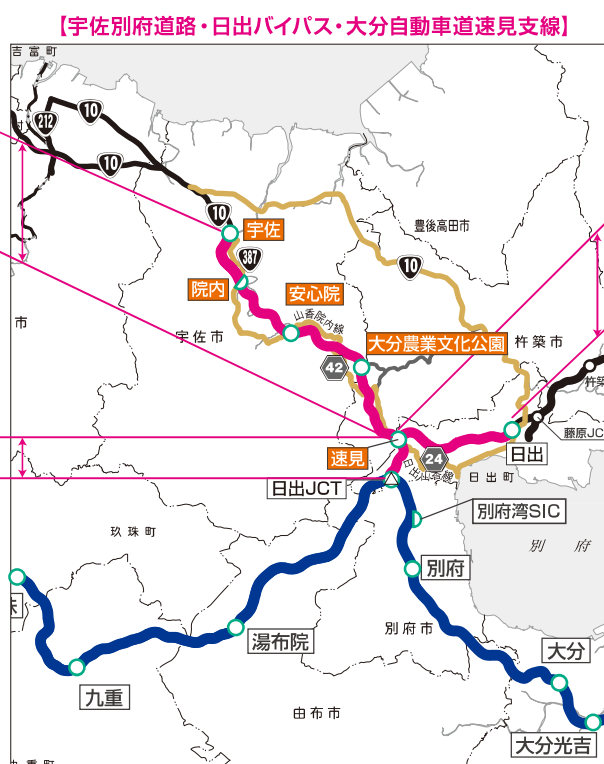 【宇佐別府道路・日出バイパス・大分自動車道速見支線】
吉富町
10
212
村
10
10
宇佐
豊後高田市
387
10
院内
安心院
山香院内線
市
宇佐市
大分農業文化公園
杵築市
42
杵築
藤原JC
速見
24
日出
日出山香線
日出町
日出JCT
別府湾SIC
玖珠町
別府
別府
珠
別府市
湯布院
大分
九重
由布市
大分光吉
九重町